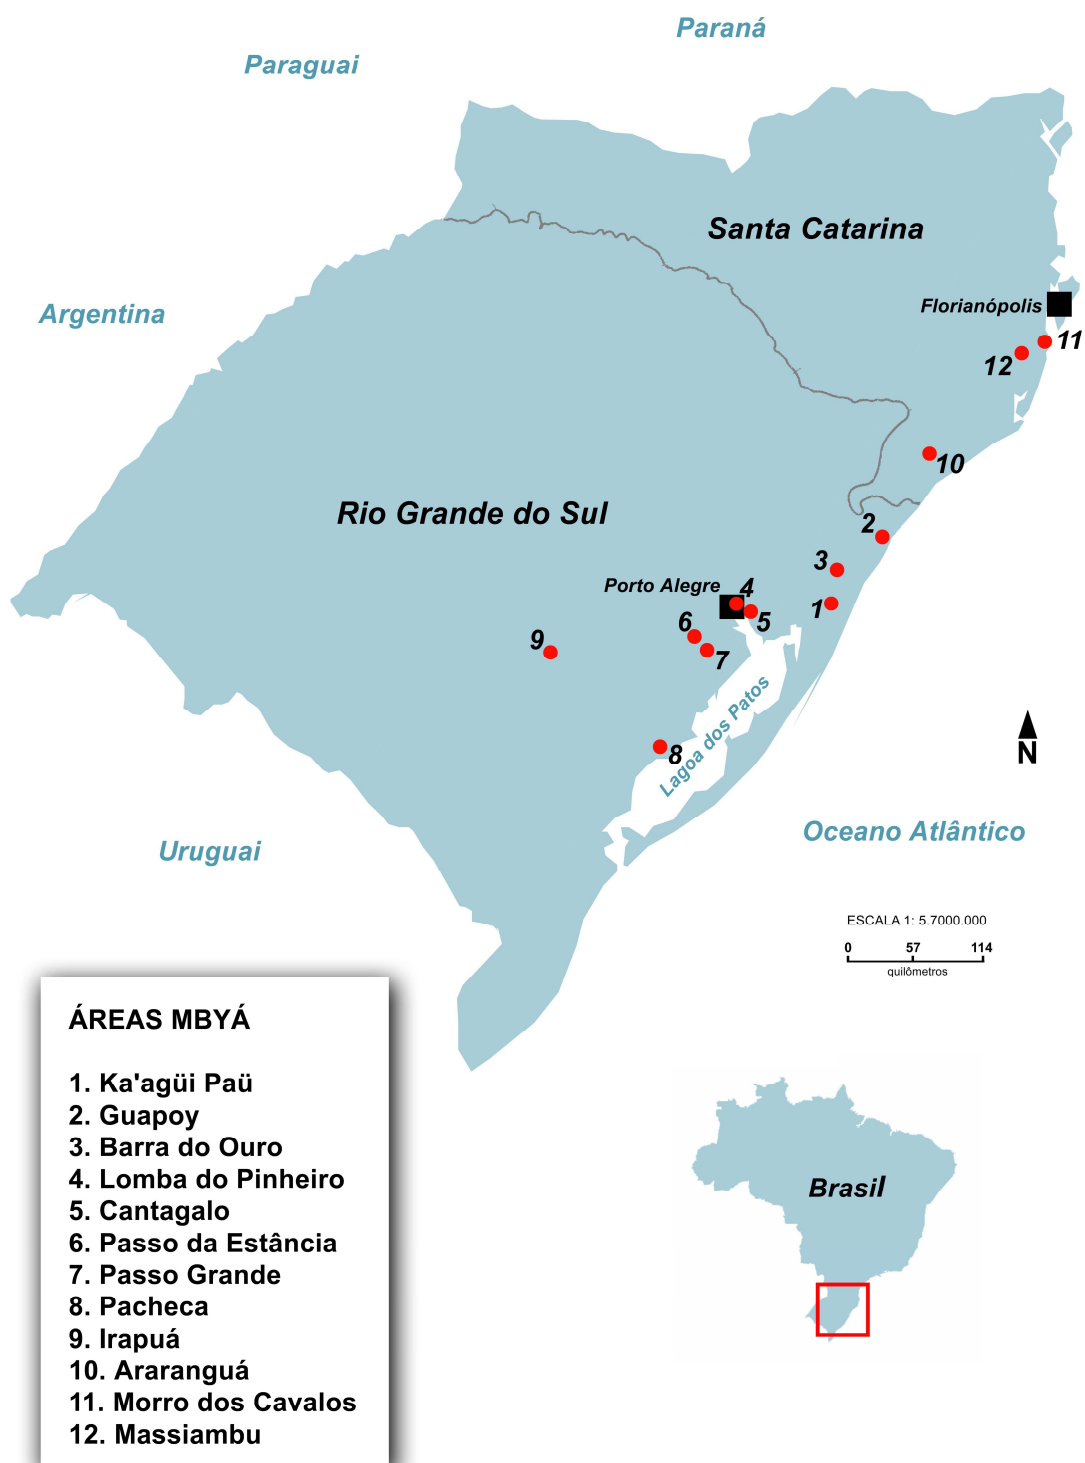 Paraná
Paraguai
Santa Catarina
Argentina
Florianópolis
11
12
10
Rio Grande do Sul
2
3
Porto Alegre
4
1
5
6
9
7
Lagoa dos Patos
8
N
Oceano Atlântico
Uruguai
ESCALA 1: 5.7000.000
0 57 114
quilômetros
ÁREAS MBYÁ
1. Ka'agüi Paü
2. Guapoy
3. Barra do Ouro
4. Lomba do Pinheiro
5. Cantagalo
6. Passo da Estância
7. Passo Grande
8. Pacheca
9. Irapuá
10. Araranguá
11. Morro dos Cavalos
12. Massiambu
Brasil